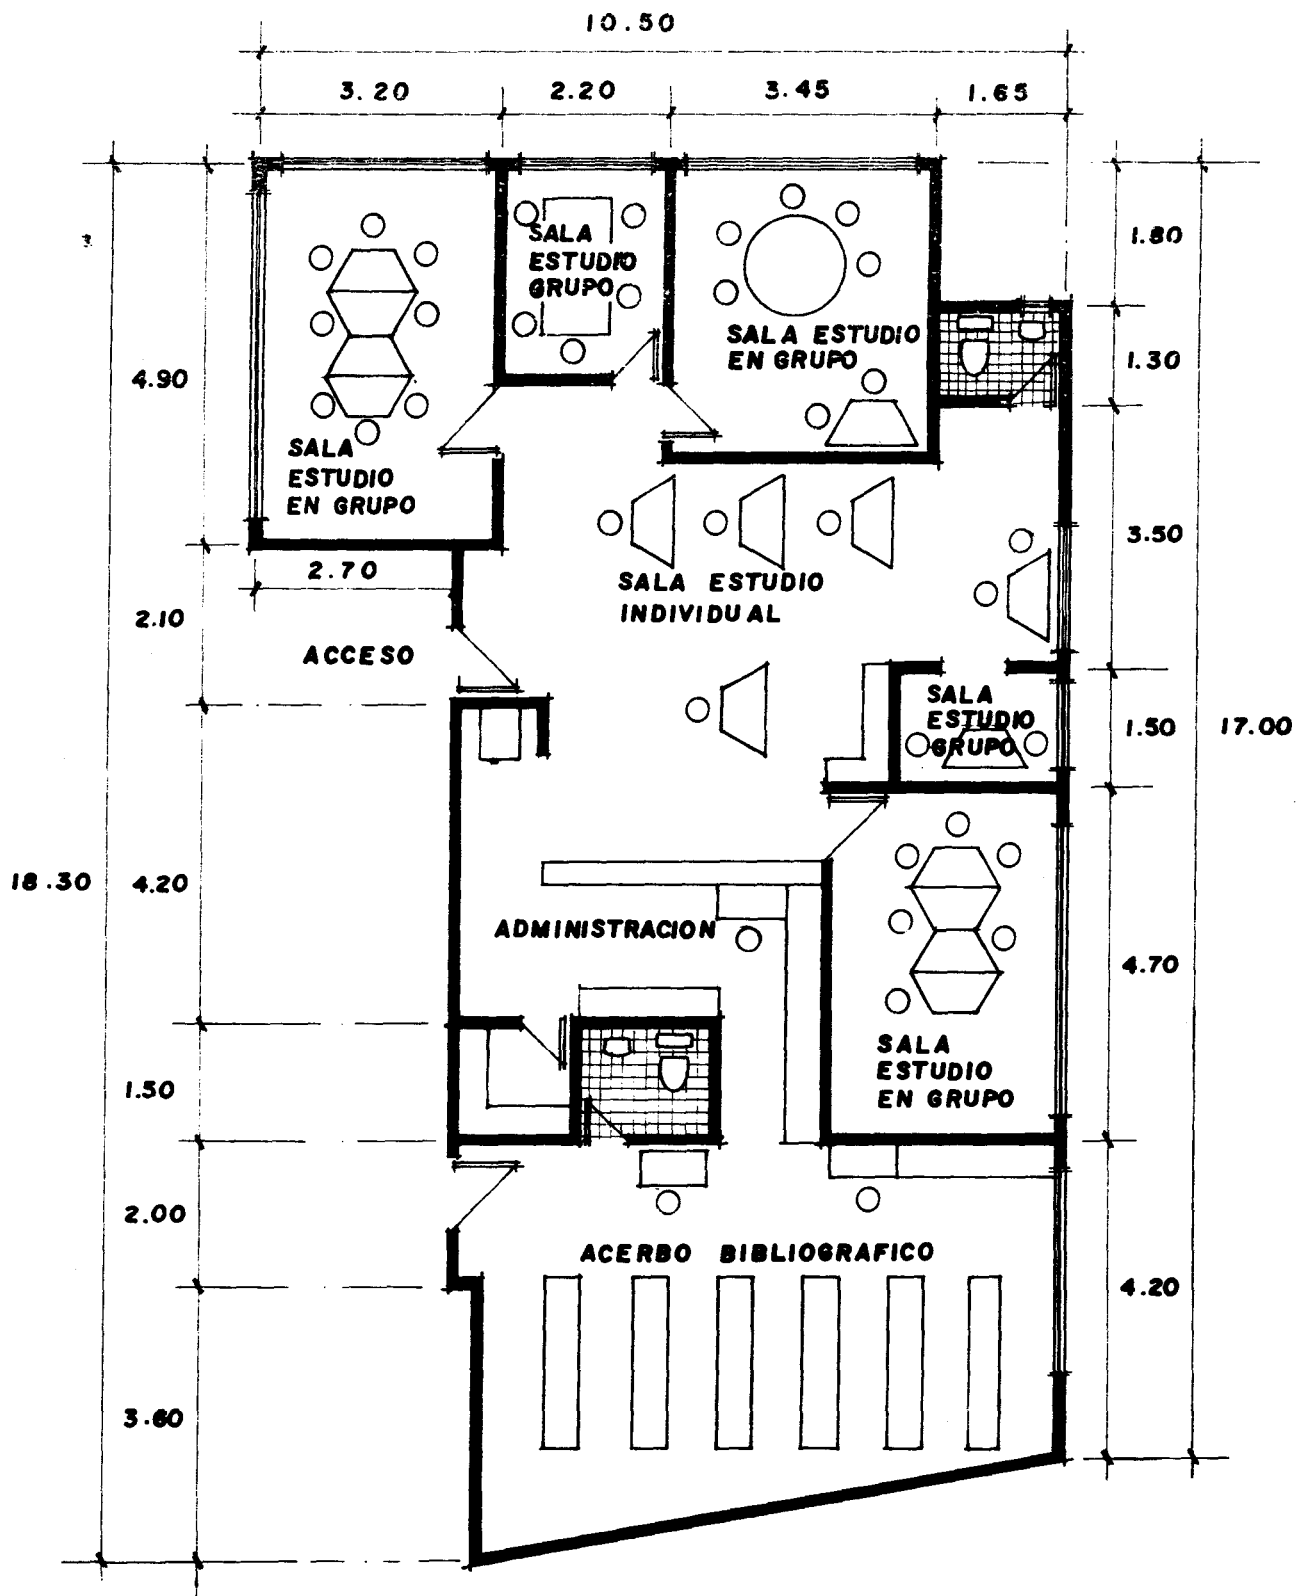 10.50
3.20 2.20 3.45 1.65
SALA
ESTUDIO
GRUPO
1.80
SALA ESTUDIO
EN GRUPO
1.30
4.90
SALA
ESTUDIO
EN GRUPO
3.50
2.70
SALA ESTUDIO
INDIVIDUAL
2.10
ACCESO
SALA
ESTUDIO
GRUPO
1.50
17.00
18.30
4.20
ADMINISTRACION
4.70
SALA
ESTUDIO
EN GRUPO
1.50
2.00
ACERBO BIBLIOGRAFICO
4.20
3.60